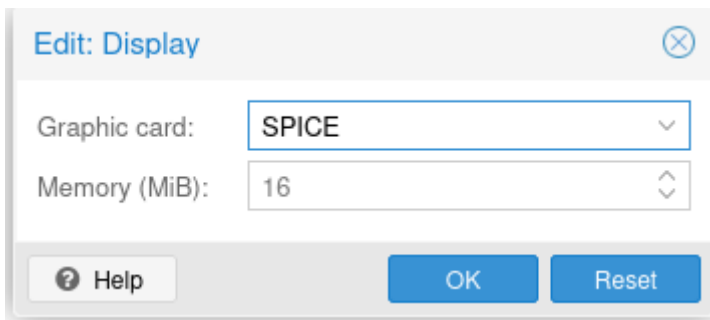 Edit: Display
Graphic card: SPICE
Memory (MiB): 16
Help OK Reset